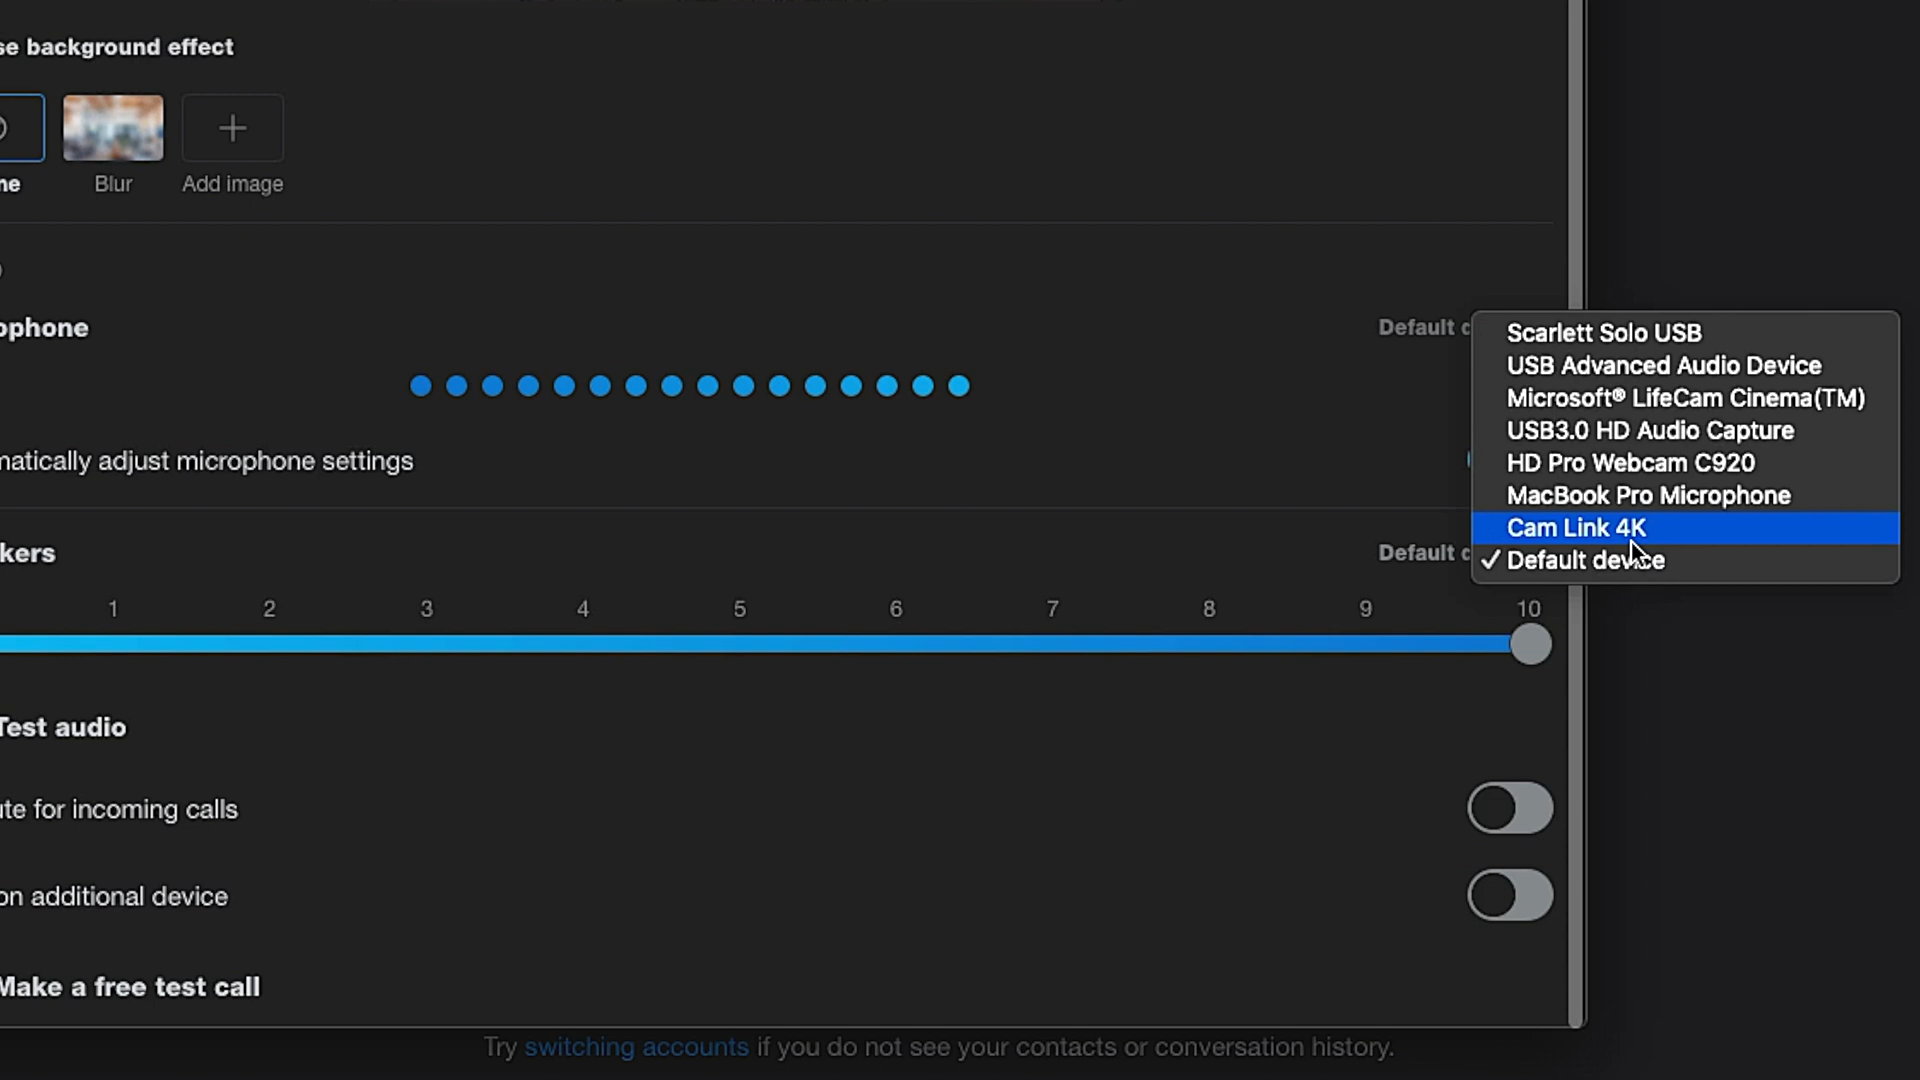 se background effect
ne
Blur
Add image
ophone
Default d
Scarlett Solo USB
USB Advanced Audio Device
Microsoft® LifeCam Cinema(TM)
USB3.0 HD Audio Capture
HD Pro Webcam C920
MacBook Pro Microphone
Cam Link 4K
✓ Default device
matically adjust microphone settings
kers
Default d
1 2 3 4 5 6 7 8 9 10
Test audio
ute for incoming calls
on additional device
Make a free test call
Try switching accounts if you do not see your contacts or conversation history.